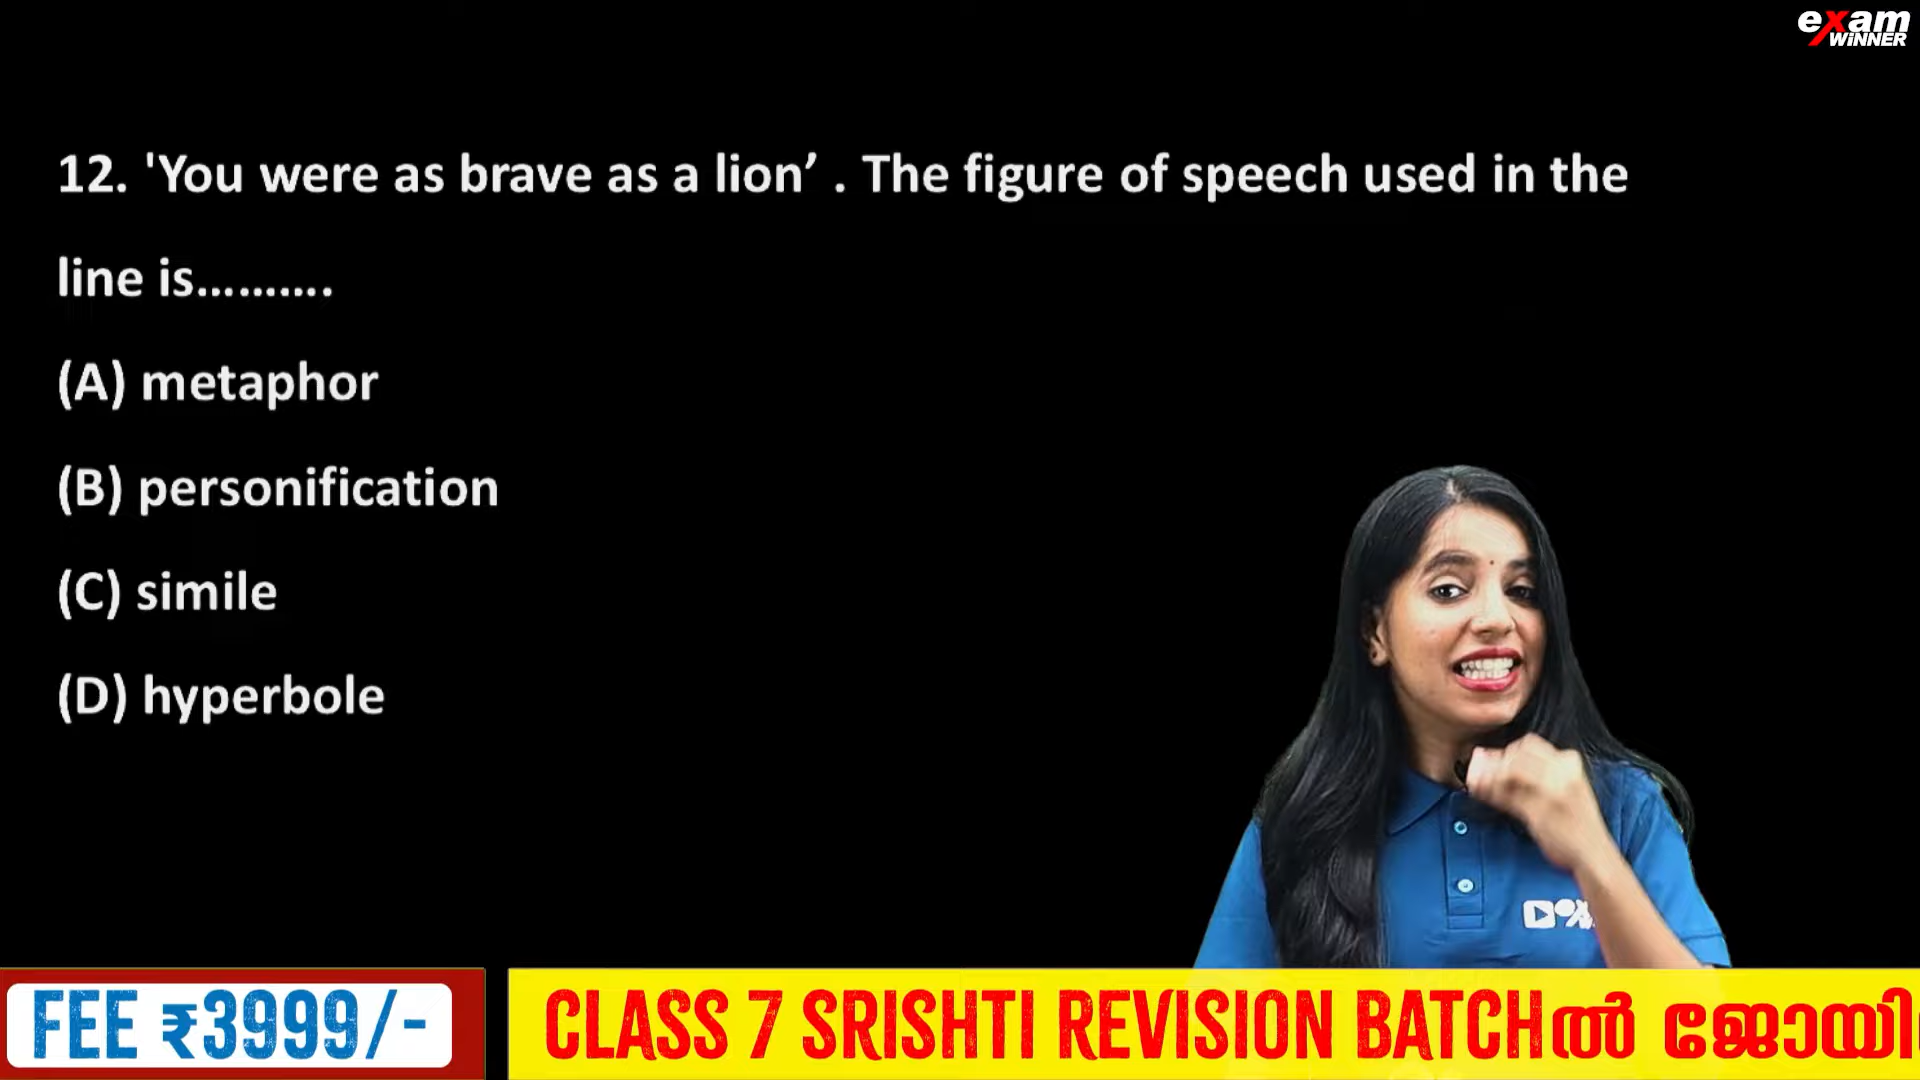 exam
WINNER
12. 'You were as brave as a lion’ . The figure of speech used in the
line is..........
(A) metaphor
(B) personification
(C) simile
(D) hyperbole
FEE ₹3999/-
CLASS 7 SRISHTI REVISION BATCHൽ ജോയി